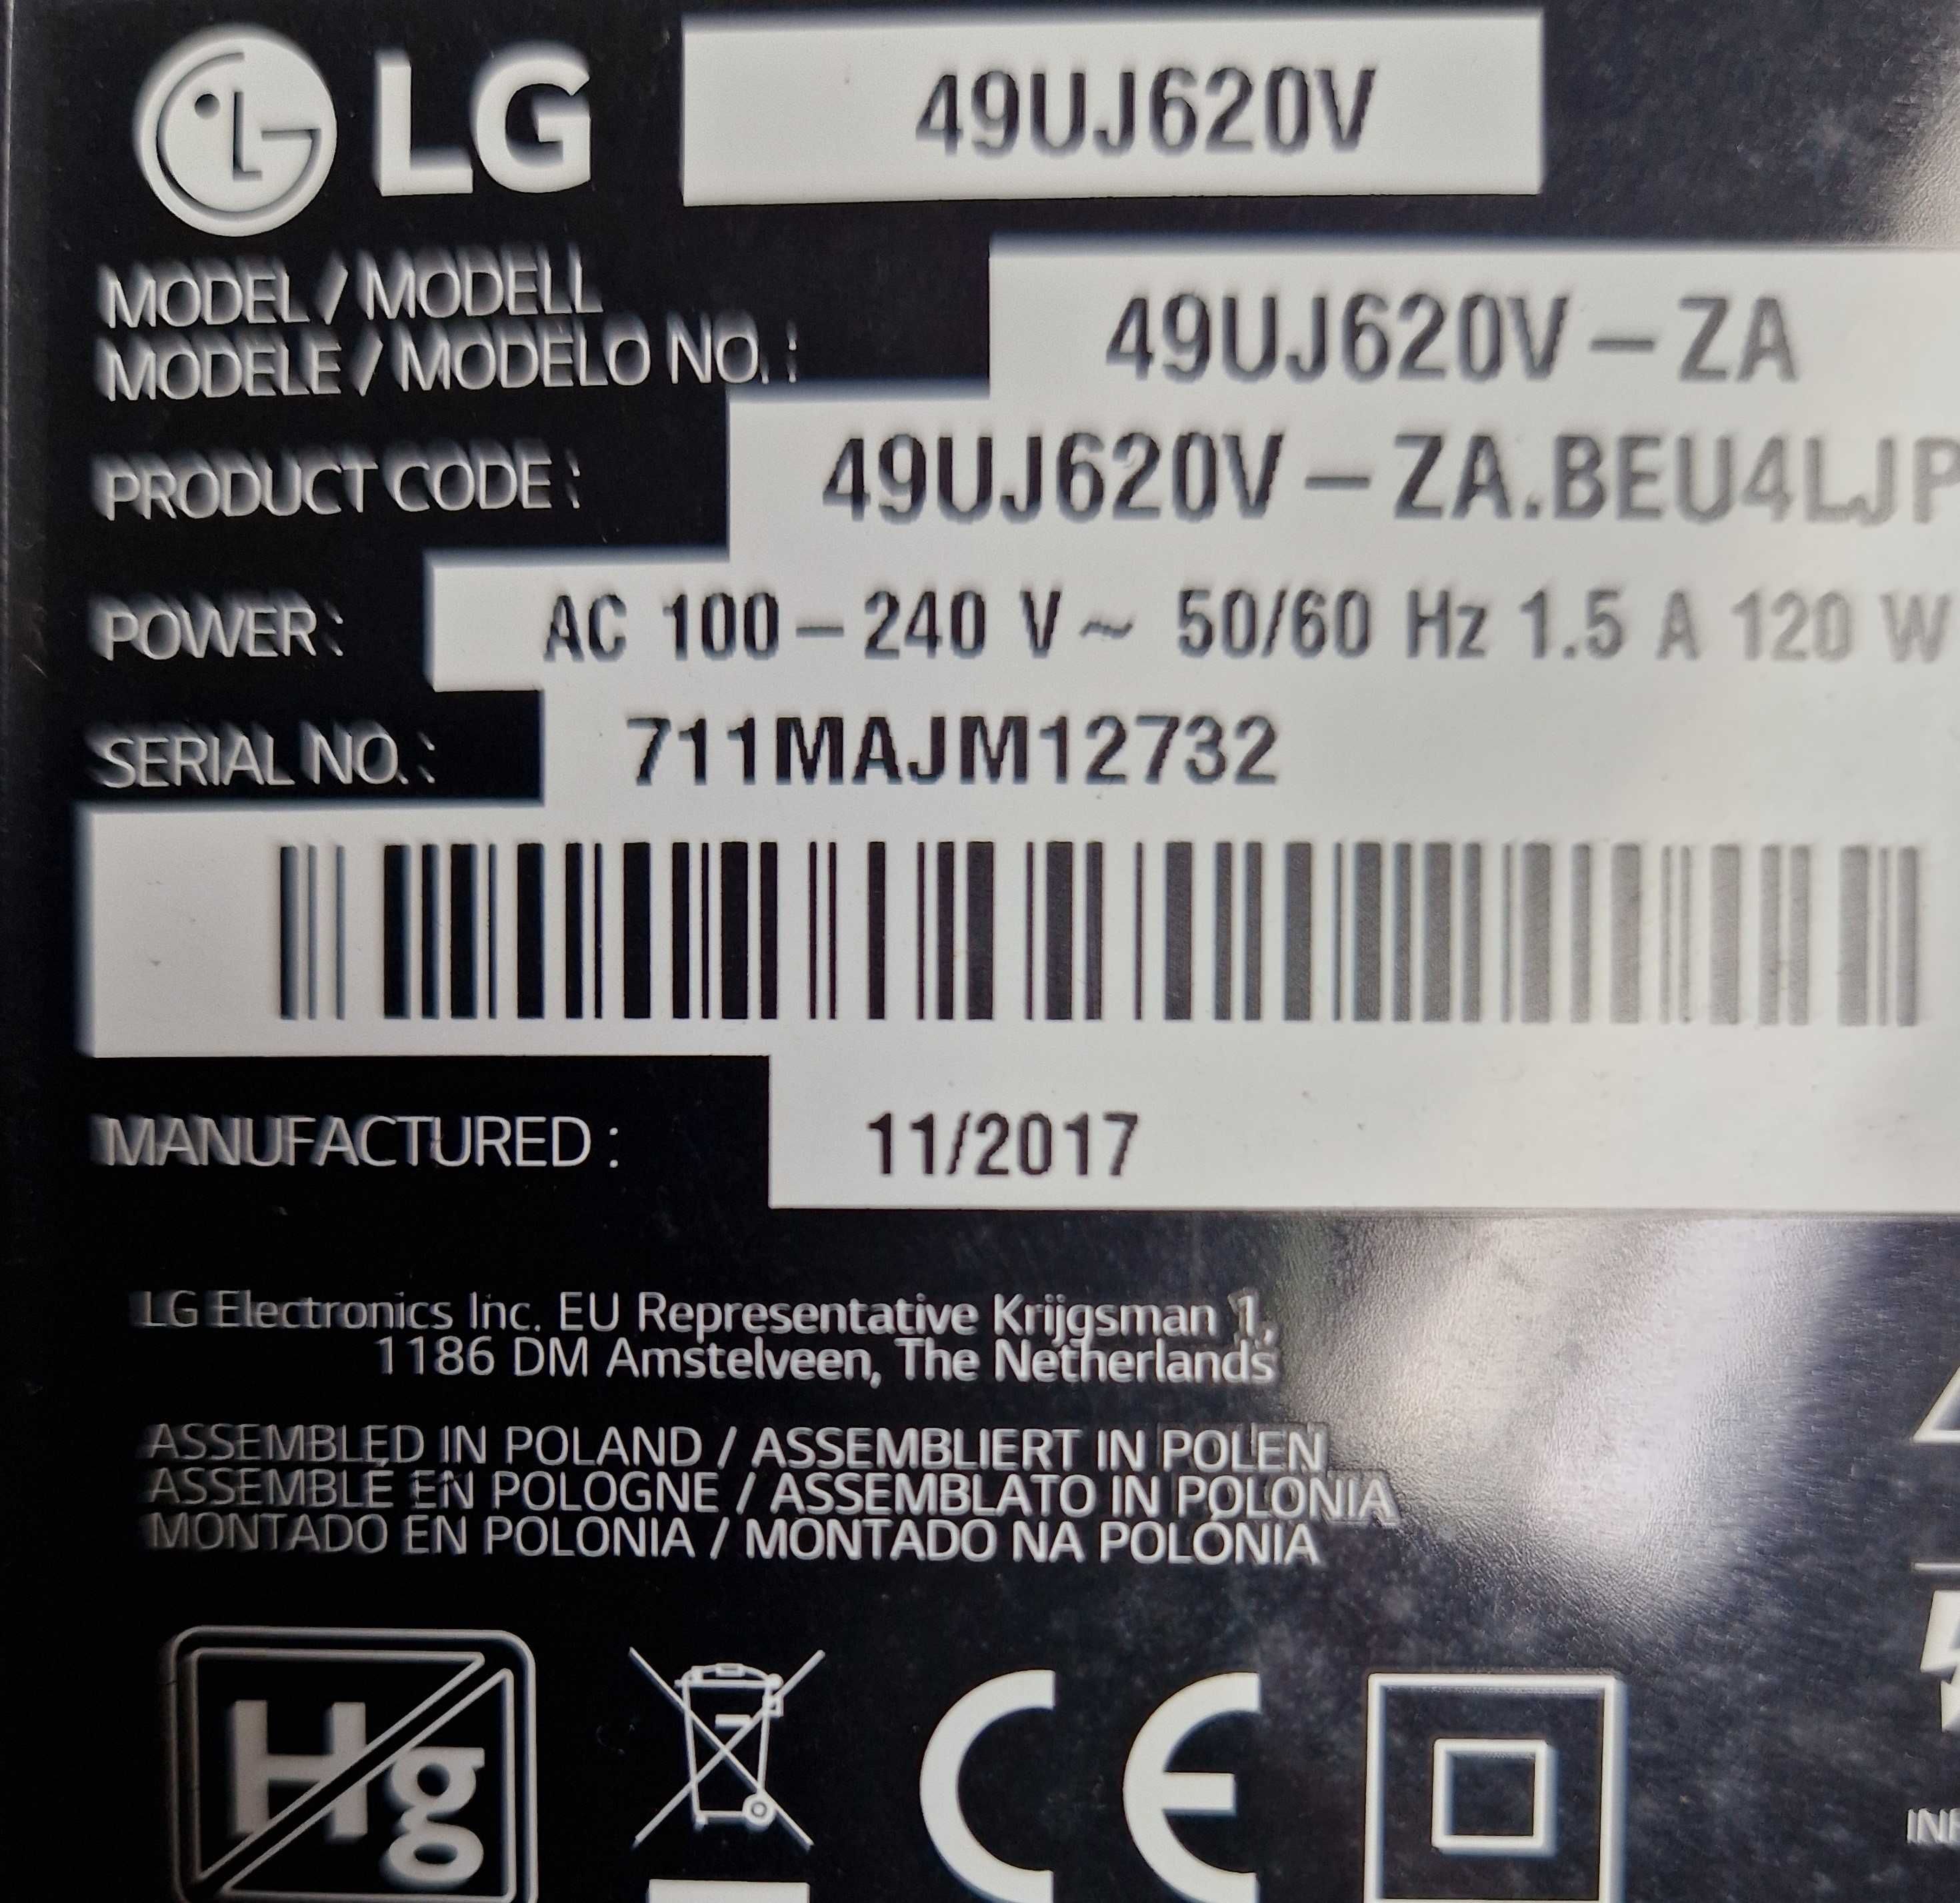 LG 49UJ620V
MODEL / MODELL
MODELE / MODELO NO. : 49UJ620V-ZA
PRODUCT CODE : 49UJ620V-ZA.BEU4LJP
POWER : AC 100-240 V~ 50/60 Hz 1.5 A 120 W
SERIAL NO. : 711MAJM12732
MANUFACTURED : 11/2017
LG Electronics Inc. EU Representative Krijgsman 1,
1186 DM Amstelveen, The Netherlands
ASSEMBLED IN POLAND / ASSEMBLIERT IN POLEN
ASSEMBLÉ EN POLOGNE / ASSEMBLATO IN POLONIA
MONTADO EN POLONIA / MONTADO NA POLÓNIA
Hg
CE